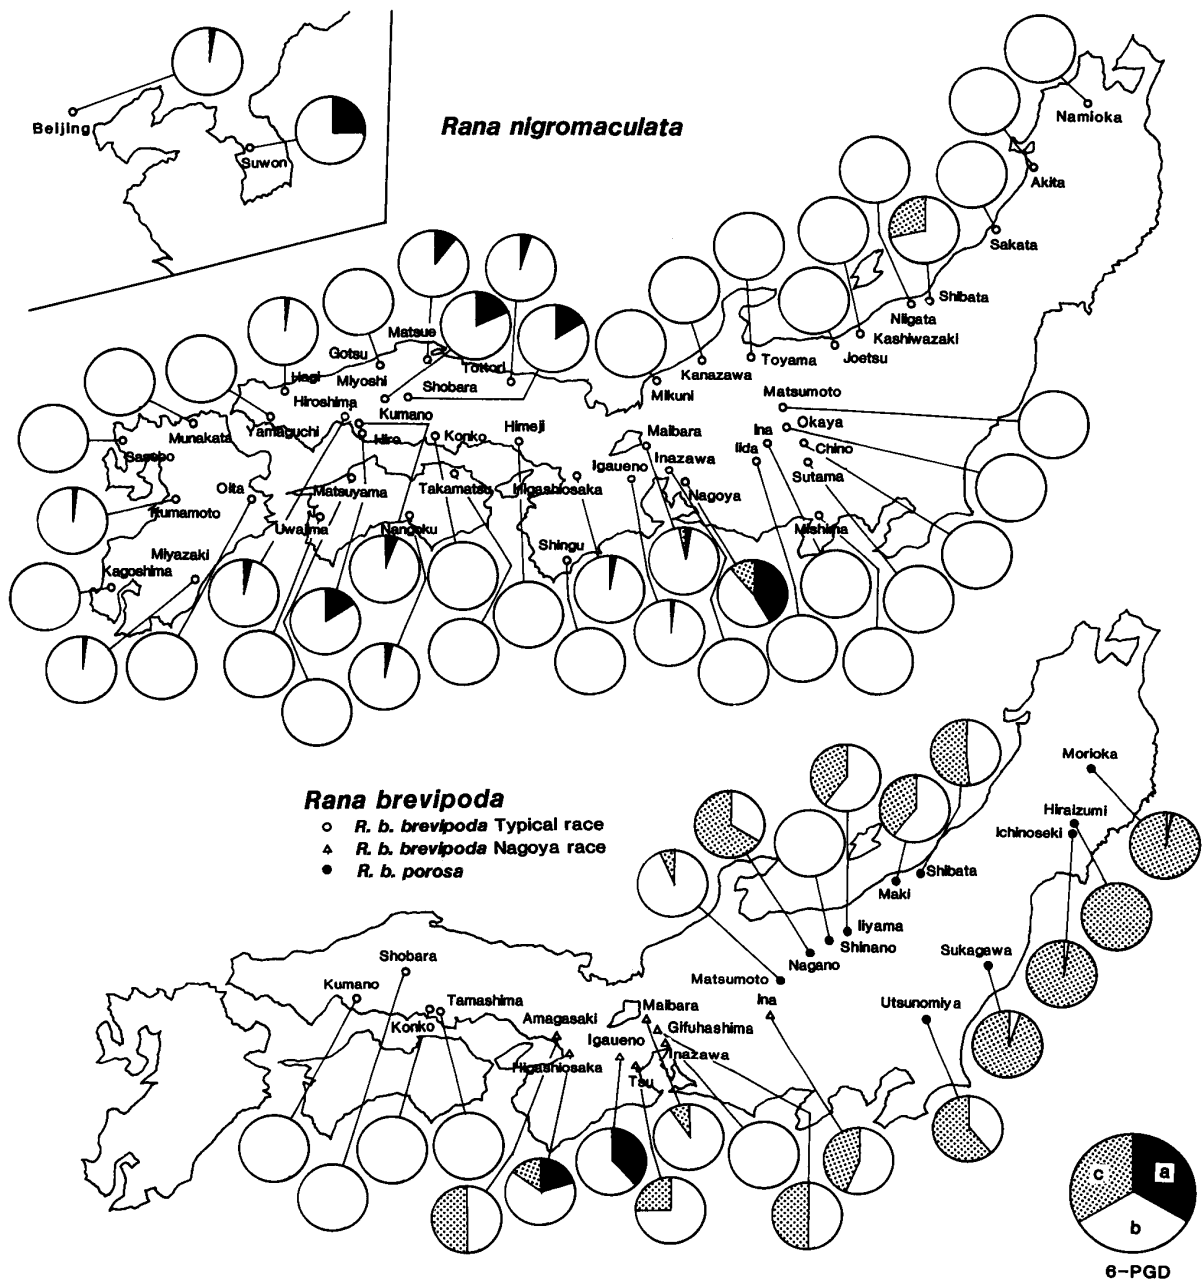 Beijing
Suwon
Rana nigromaculata
Namioka
Akita
Sakata
Shibata
Niigata
Kashiwazaki
Joetsu
Toyama
Kanazawa
Mikuni
Matsue
Gotsu
Tottori
Hagi
Miyoshi
Shobara
Hiroshima
Kumano
Munakata
Yamaguchi
Hiro
Konko
Himeji
Sasebo
Maibara
Matsumoto
Okaya
Ina
Chino
Iida
Sutama
Igaueno
Inazawa
Nagoya
Oita
Matsuyama
Takamatsu
Higashiosaka
Kumamoto
Uwajima
Nangoku
Mishima
Shingu
Miyazaki
Kagoshima
Rana brevipoda
R. b. brevipoda Typical race
R. b. brevipoda Nagoya race
R. b. porosa
Morioka
Hiraizumi
Ichinoseki
Shibata
Maki
Iiyama
Shinano
Nagano
Matsumoto
Sukagawa
Utsunomiya
Ina
Shobara
Kumano
Tamashima
Konko
Amagasaki
Maibara
Gifuhashima
Igaueno
Inazawa
Higashiosaka
Tsu
c
a
b
6-PGD